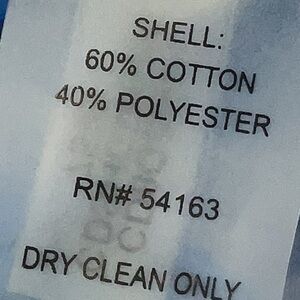 SHELL:
60% COTTON
40% POLYESTER
RN# 54163
DRY CLEAN ONLY